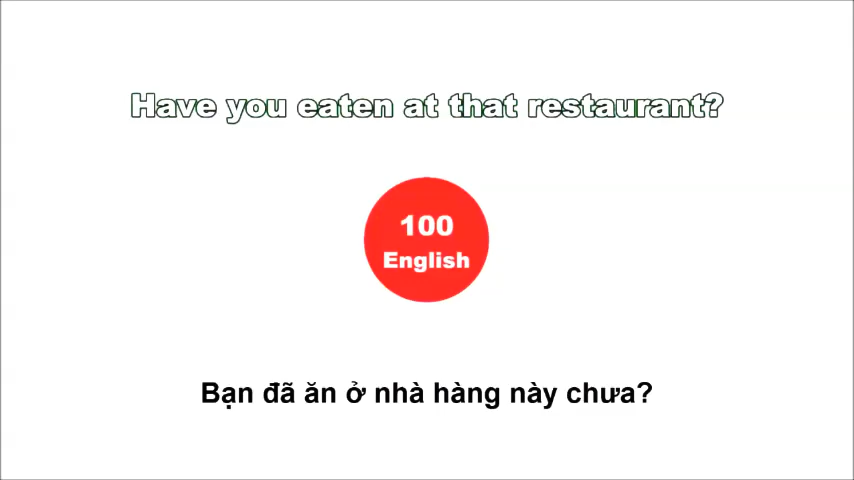 Have you eaten at that restaurant?
100
English
Bạn đã ăn ở nhà hàng này chưa?